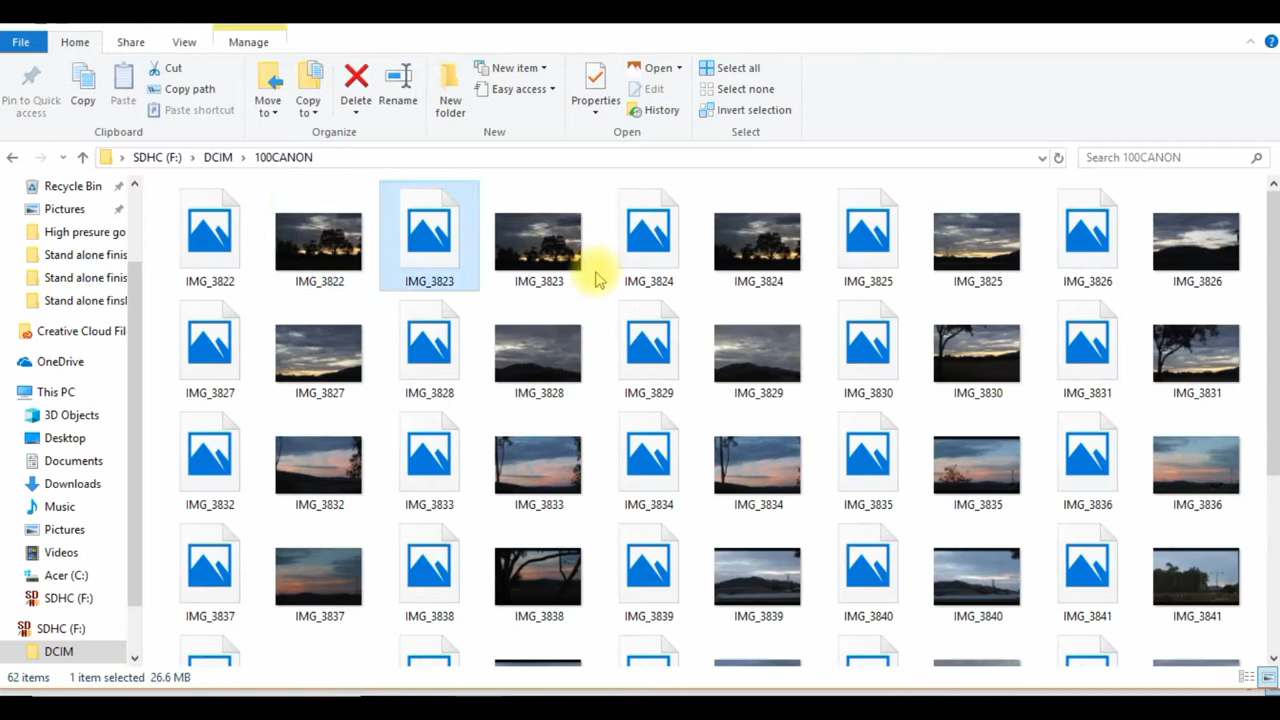 File Home Share View Manage
Pin to Quick access
Copy
Paste
Cut
Copy path
Paste shortcut
Clipboard
Move to
Copy to
Delete
Rename
Organize
New folder
New item
Easy access
New
Properties
Open
Edit
History
Open
Select all
Select none
Invert selection
Select
SDHC (F:) DCIM 100CANON
Search 100CANON
Recycle Bin
Pictures
High presure go
Stand alone finis
Stand alone finis
Stand alone finsl
Creative Cloud Fil
OneDrive
This PC
3D Objects
Desktop
Documents
Downloads
Music
Pictures
Videos
Acer (C:)
SDHC (F:)
SDHC (F:)
DCIM
IMG_3822 IMG_3822 IMG_3823 IMG_3823 IMG_3824 IMG_3824 IMG_3825 IMG_3825 IMG_3826 IMG_3826
IMG_3827 IMG_3827 IMG_3828 IMG_3828 IMG_3829 IMG_3829 IMG_3830 IMG_3830 IMG_3831 IMG_3831
IMG_3832 IMG_3832 IMG_3833 IMG_3833 IMG_3834 IMG_3834 IMG_3835 IMG_3835 IMG_3836 IMG_3836
IMG_3837 IMG_3837 IMG_3838 IMG_3838 IMG_3839 IMG_3839 IMG_3840 IMG_3840 IMG_3841 IMG_3841
62 items 1 item selected 26.6 MB